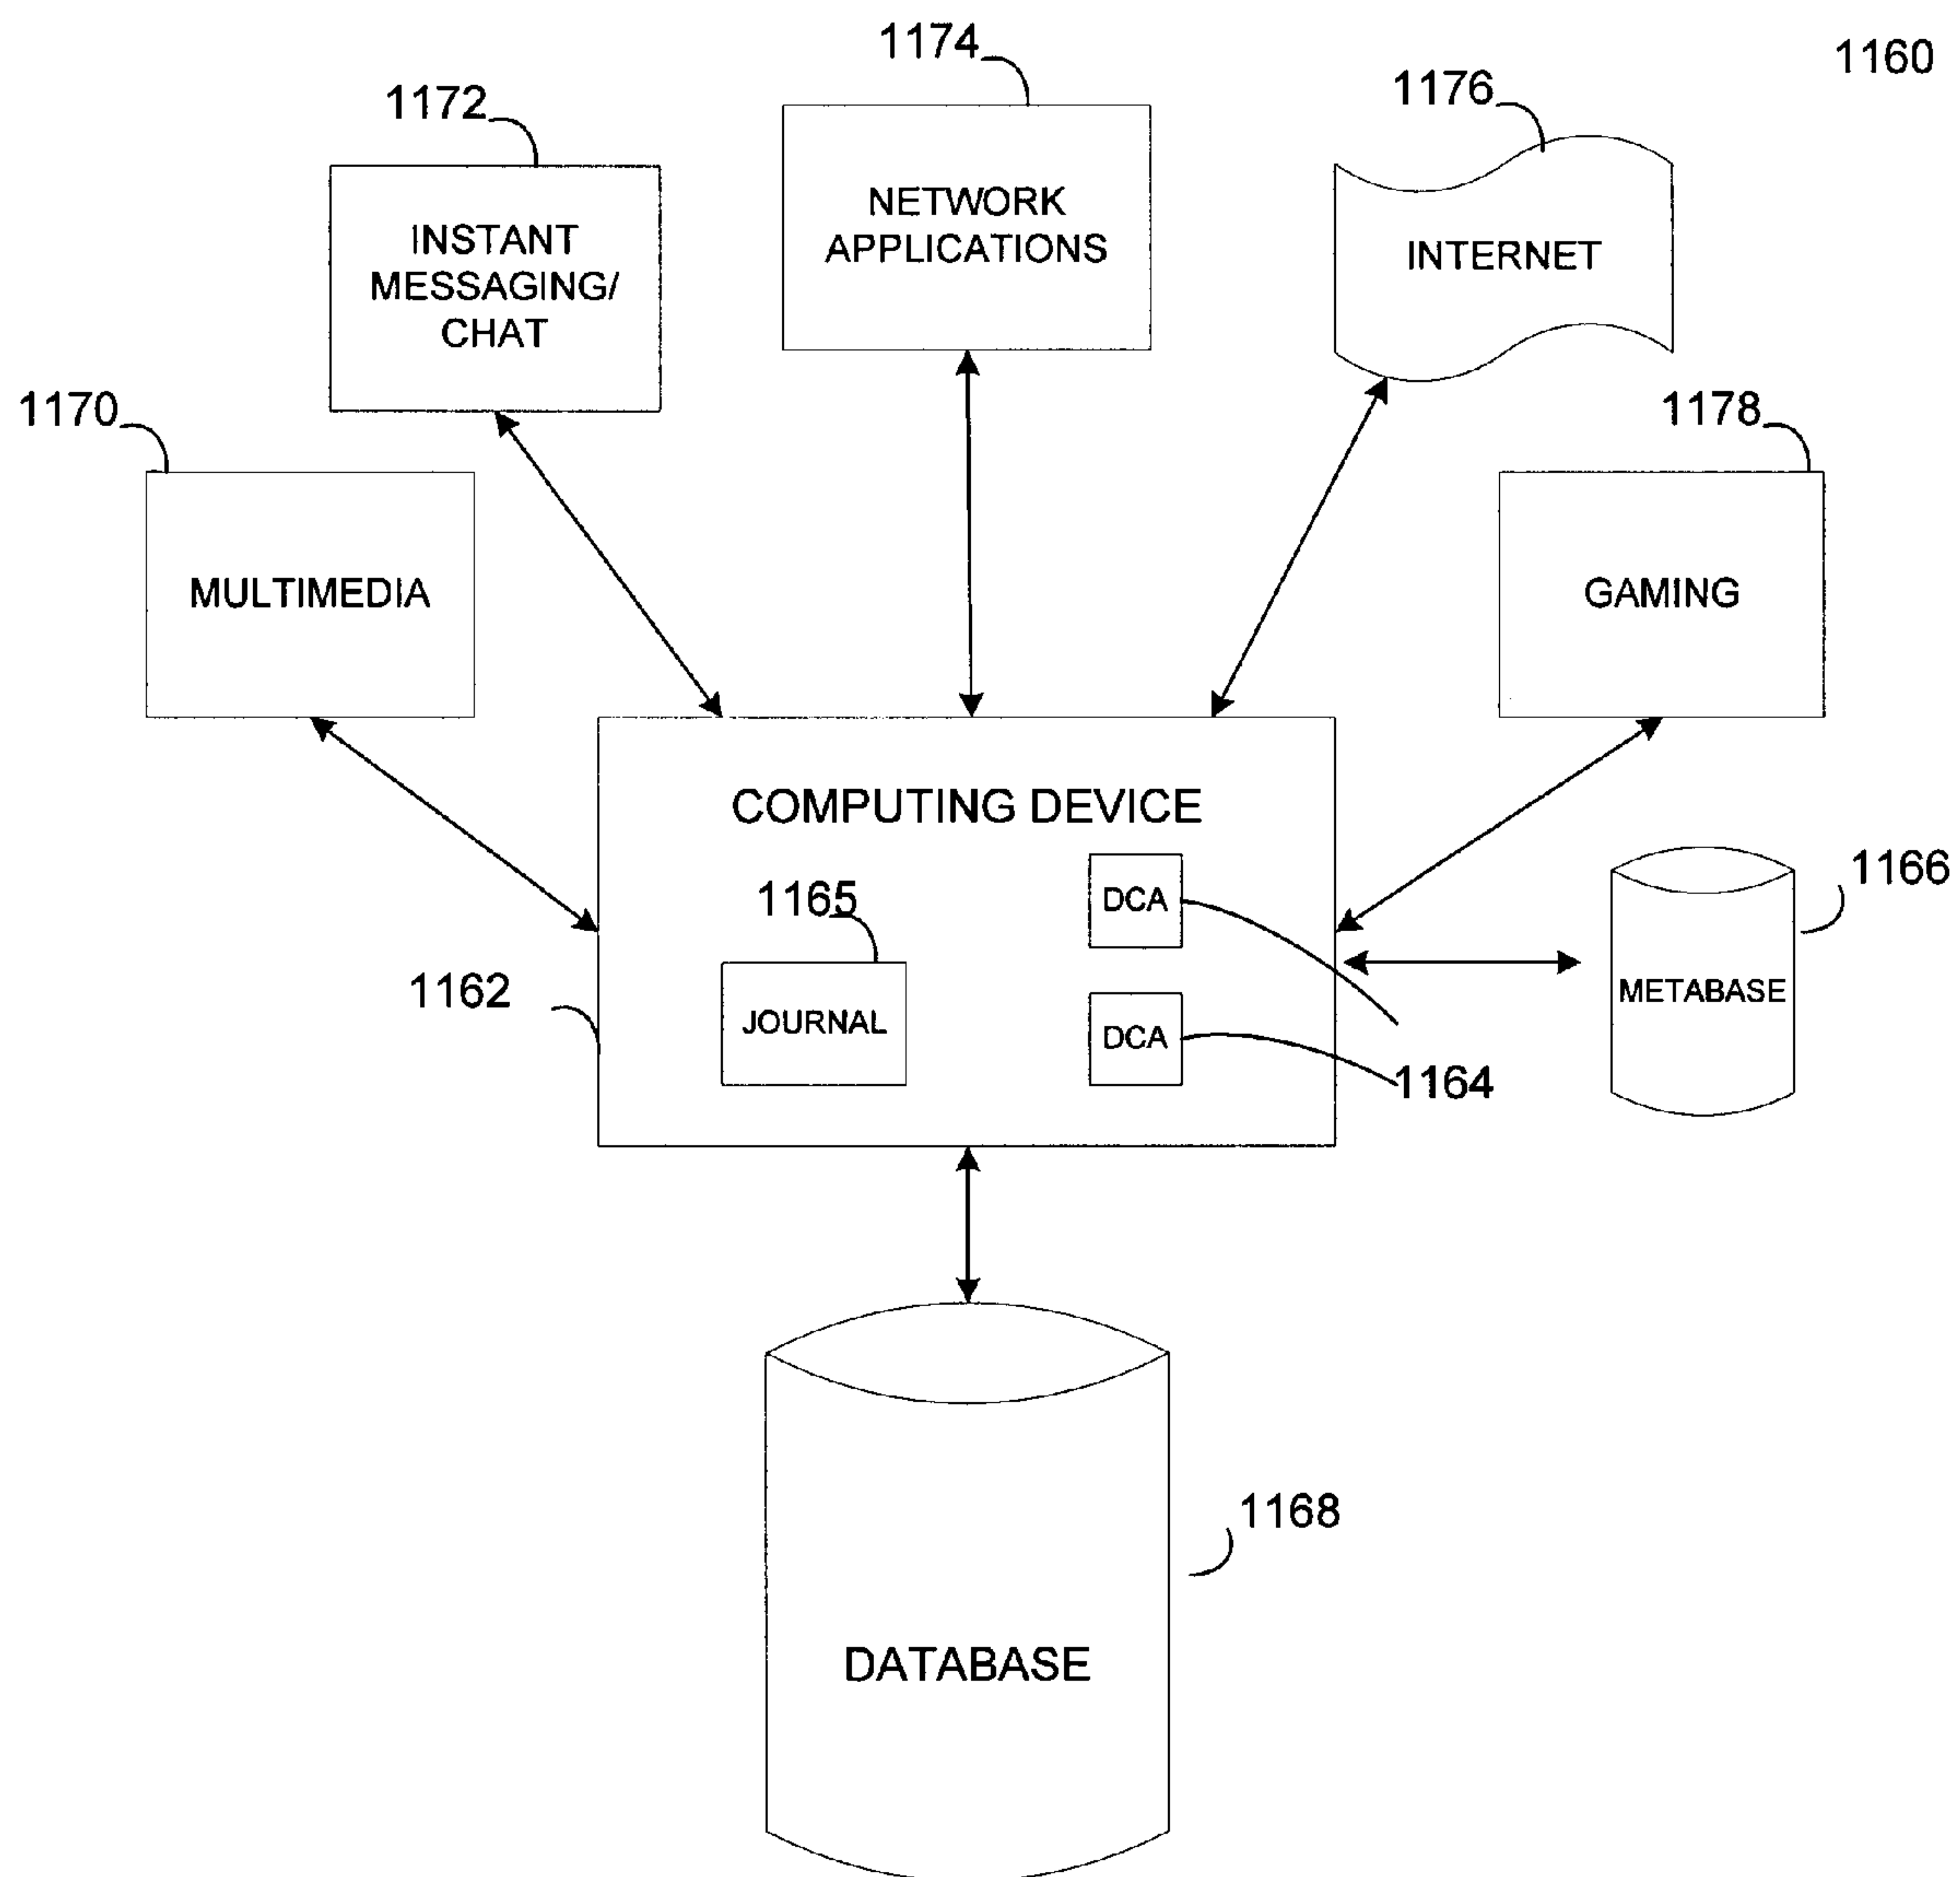 1174
1160
1172
1176
NETWORK
APPLICATIONS
INSTANT
MESSAGING/
CHAT
INTERNET
1170
1178
MULTIMEDIA
GAMING
COMPUTING DEVICE
1166
1165
DCA
1162
METABASE
JOURNAL
DCA
1164
1168
DATABASE